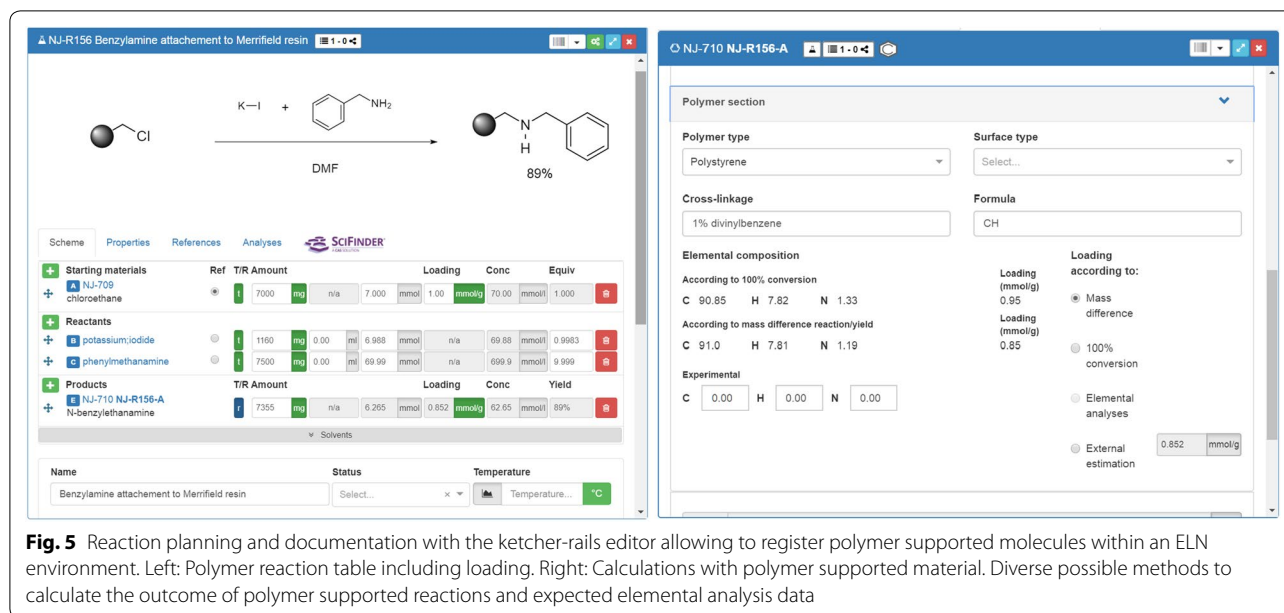 NJ-R156 Benzylamine attachement to Merrifield resin 1 - 0
K—I + NH₂
Cl
DMF
N
H
89%
Scheme Properties References Analyses SCIFINDER®
A CAS SOLUTION
Starting materials Ref T/R Amount Loading Conc Equiv
A NJ-709
chloroethane
t 7000 mg n/a 7.000 mmol 1.00 mmol/g 70.00 mmol/l 1.000
Reactants
B potassium;iodide t 1160 mg 0.00 ml 6.988 mmol n/a 69.88 mmol/l 0.9983
C phenylmethanamine t 7500 mg 0.00 ml 69.99 mmol n/a 699.9 mmol/l 9.999
Products T/R Amount Loading Conc Yield
E NJ-710 NJ-R156-A
N-benzylethanamine
r 7355 mg n/a 6.265 mmol 0.852 mmol/g 62.65 mmol/l 89%
Solvents
Name Status Temperature
Benzylamine attachement to Merrifield resin Select... × Temperature... °C
NJ-710 NJ-R156-A 1 - 0
Polymer section
Polymer type Surface type
Polystyrene Select...
Cross-linkage Formula
1% divinylbenzene CH
Elemental composition Loading
according to:
According to 100% conversion Loading
(mmol/g)
C 90.85 H 7.82 N 1.33 0.95
Mass
difference
According to mass difference reaction/yield Loading
(mmol/g)
C 91.0 H 7.81 N 1.19 0.85
100%
conversion
Experimental
C 0.00 H 0.00 N 0.00
Elemental
analyses
External
estimation
0.852 mmol/g
Fig. 5 Reaction planning and documentation with the ketcher-rails editor allowing to register polymer supported molecules within an ELN
environment. Left: Polymer reaction table including loading. Right: Calculations with polymer supported material. Diverse possible methods to
calculate the outcome of polymer supported reactions and expected elemental analysis data